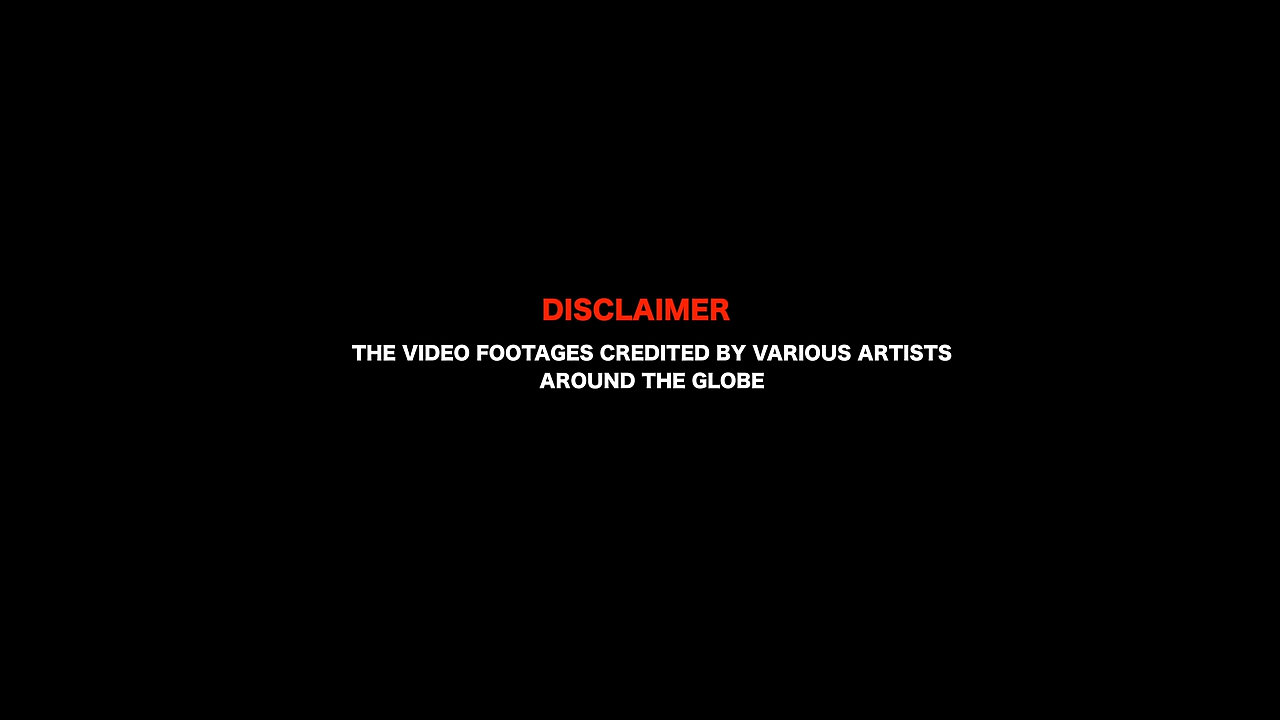 DISCLAIMER
THE VIDEO FOOTAGES CREDITED BY VARIOUS ARTISTS
AROUND THE GLOBE